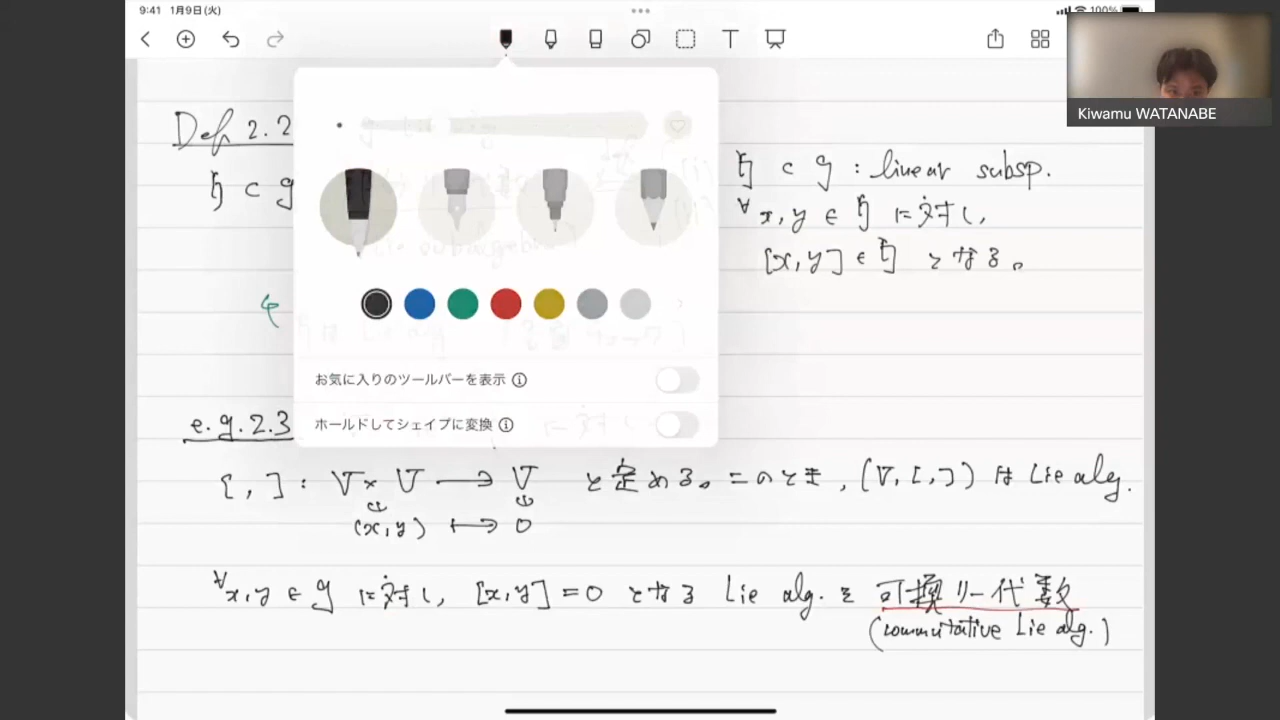 9:41 1月9日(火)
100%
Kiwamu WATANABE
Def 2.2
𝔥 ⊂ g
𝔥 ⊂ g : linear subsp.
∀x, y ∈ 𝔥 に対し,
[x, y] ∈ 𝔥 となる。
お気に入りのツールバーを表示
ホールドしてシェイプに変換
e.g. 2.3
[ , ] : V × V → V と定める。このとき, (V, [,]) は Lie alg.
(x, y) ↦ 0
∀x, y ∈ g に対し, [x, y] = 0 となる Lie alg. を 可換リー代数
(commutative Lie alg.)